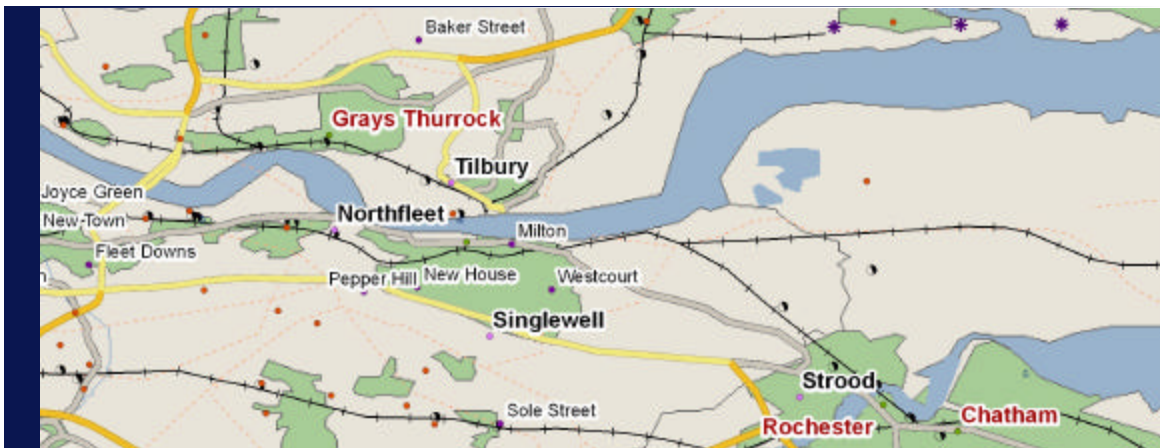 Baker Street
Grays Thurrock
Tilbury
Joyce Green
Northfleet
New Town
Milton
Fleet Downs
Pepper Hill
New House
Westcourt
Singlewell
Strood
Sole Street
Chatham
Rochester